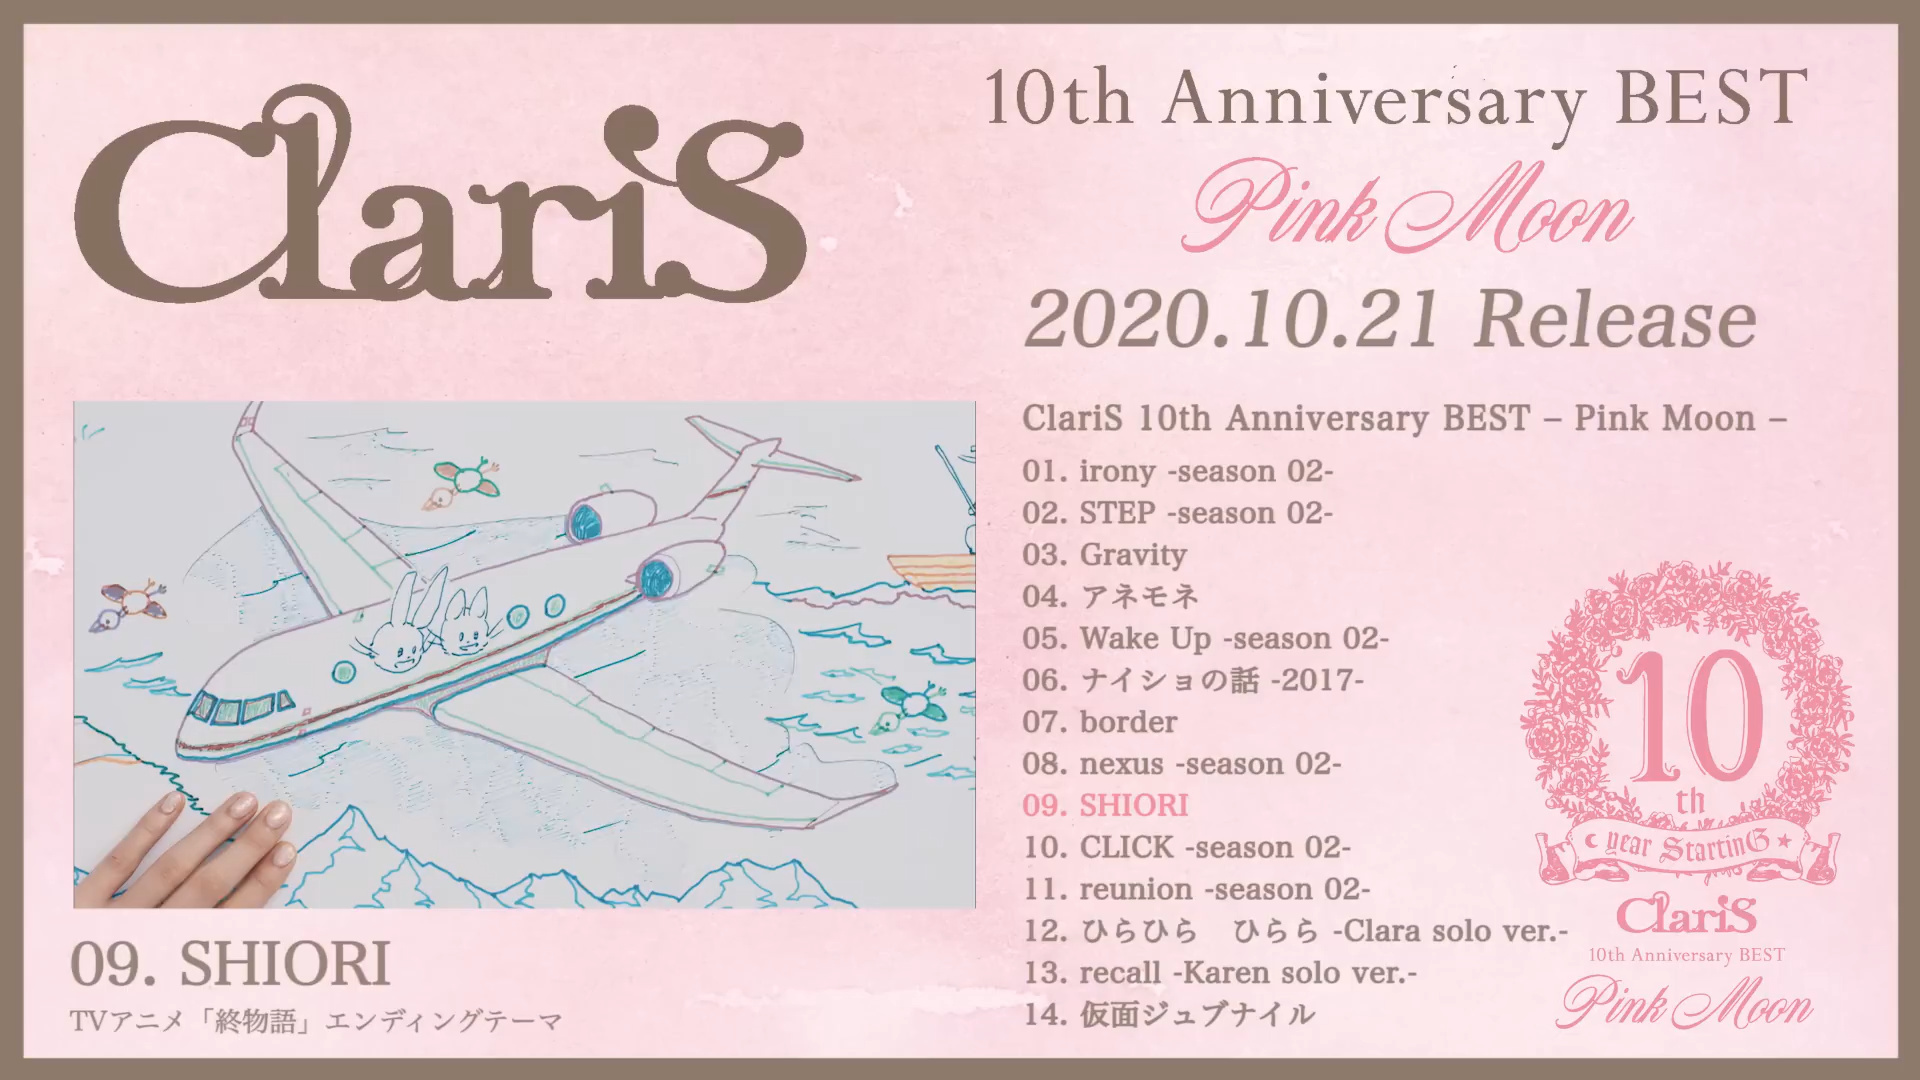 ClariS
10th Anniversary BEST
Pink Moon
2020.10.21 Release
ClariS 10th Anniversary BEST – Pink Moon –
01. irony -season 02-
02. STEP -season 02-
03. Gravity
04. アネモネ
05. Wake Up -season 02-
06. ナイショの話 -2017-
07. border
08. nexus -season 02-
09. SHIORI
10. CLICK -season 02-
11. reunion -season 02-
12. ひらひら　ひらら -Clara solo ver.-
13. recall -Karen solo ver.-
14. 仮面ジュブナイル
09. SHIORI
TVアニメ「終物語」エンディングテーマ
10
th
year StartinG
ClariS
10th Anniversary BEST
Pink Moon